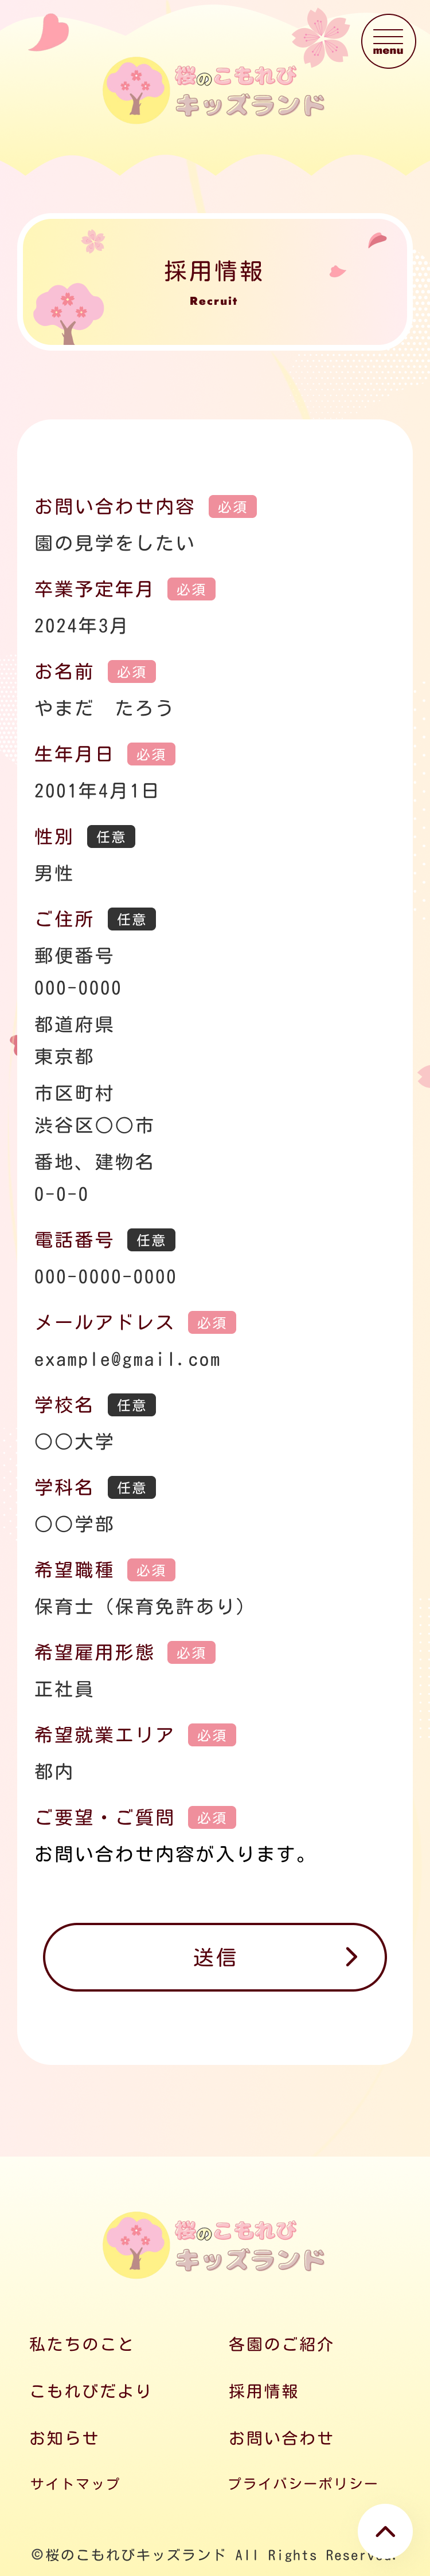 桜のこもれび
キッズランド
menu
採用情報
Recruit
お問い合わせ内容 必須
園の見学をしたい
卒業予定年月 必須
2024年3月
お名前 必須
やまだ　たろう
生年月日 必須
2001年4月1日
性別 任意
男性
ご住所 任意
郵便番号
000-0000
都道府県
東京都
市区町村
渋谷区〇〇市
番地、建物名
0-0-0
電話番号 任意
000-0000-0000
メールアドレス 必須
example@gmail.com
学校名 任意
〇〇大学
学科名 任意
〇〇学部
希望職種 必須
保育士（保育免許あり）
希望雇用形態 必須
正社員
希望就業エリア 必須
都内
ご要望・ご質問 必須
お問い合わせ内容が入ります。
送信
桜のこもれび
キッズランド
私たちのこと 各園のご紹介
こもれびだより 採用情報
お知らせ お問い合わせ
サイトマップ プライバシーポリシー
©桜のこもれびキッズランド All Rights Reserved.